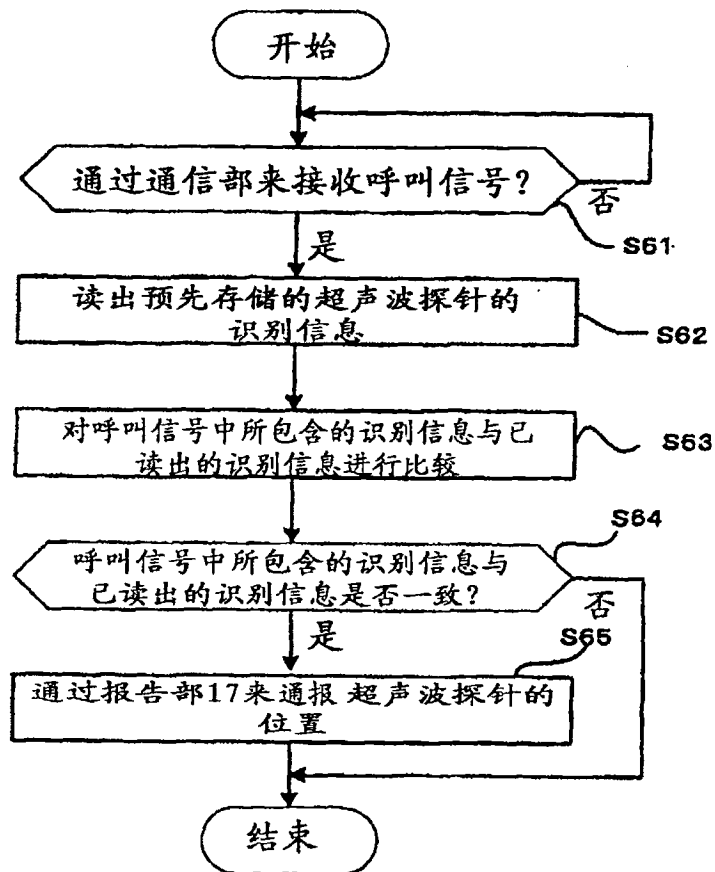 开始
通过通信部来接收呼叫信号?
否
S61
是
读出预先存储的超声波探针的
识别信息
S62
对呼叫信号中所包含的识别信息与已
读出的识别信息进行比较
S63
S64
呼叫信号中所包含的识别信息与
已读出的识别信息是否一致?
否
是
S65
通过报告部17来通报 超声波探针的
位置
结束